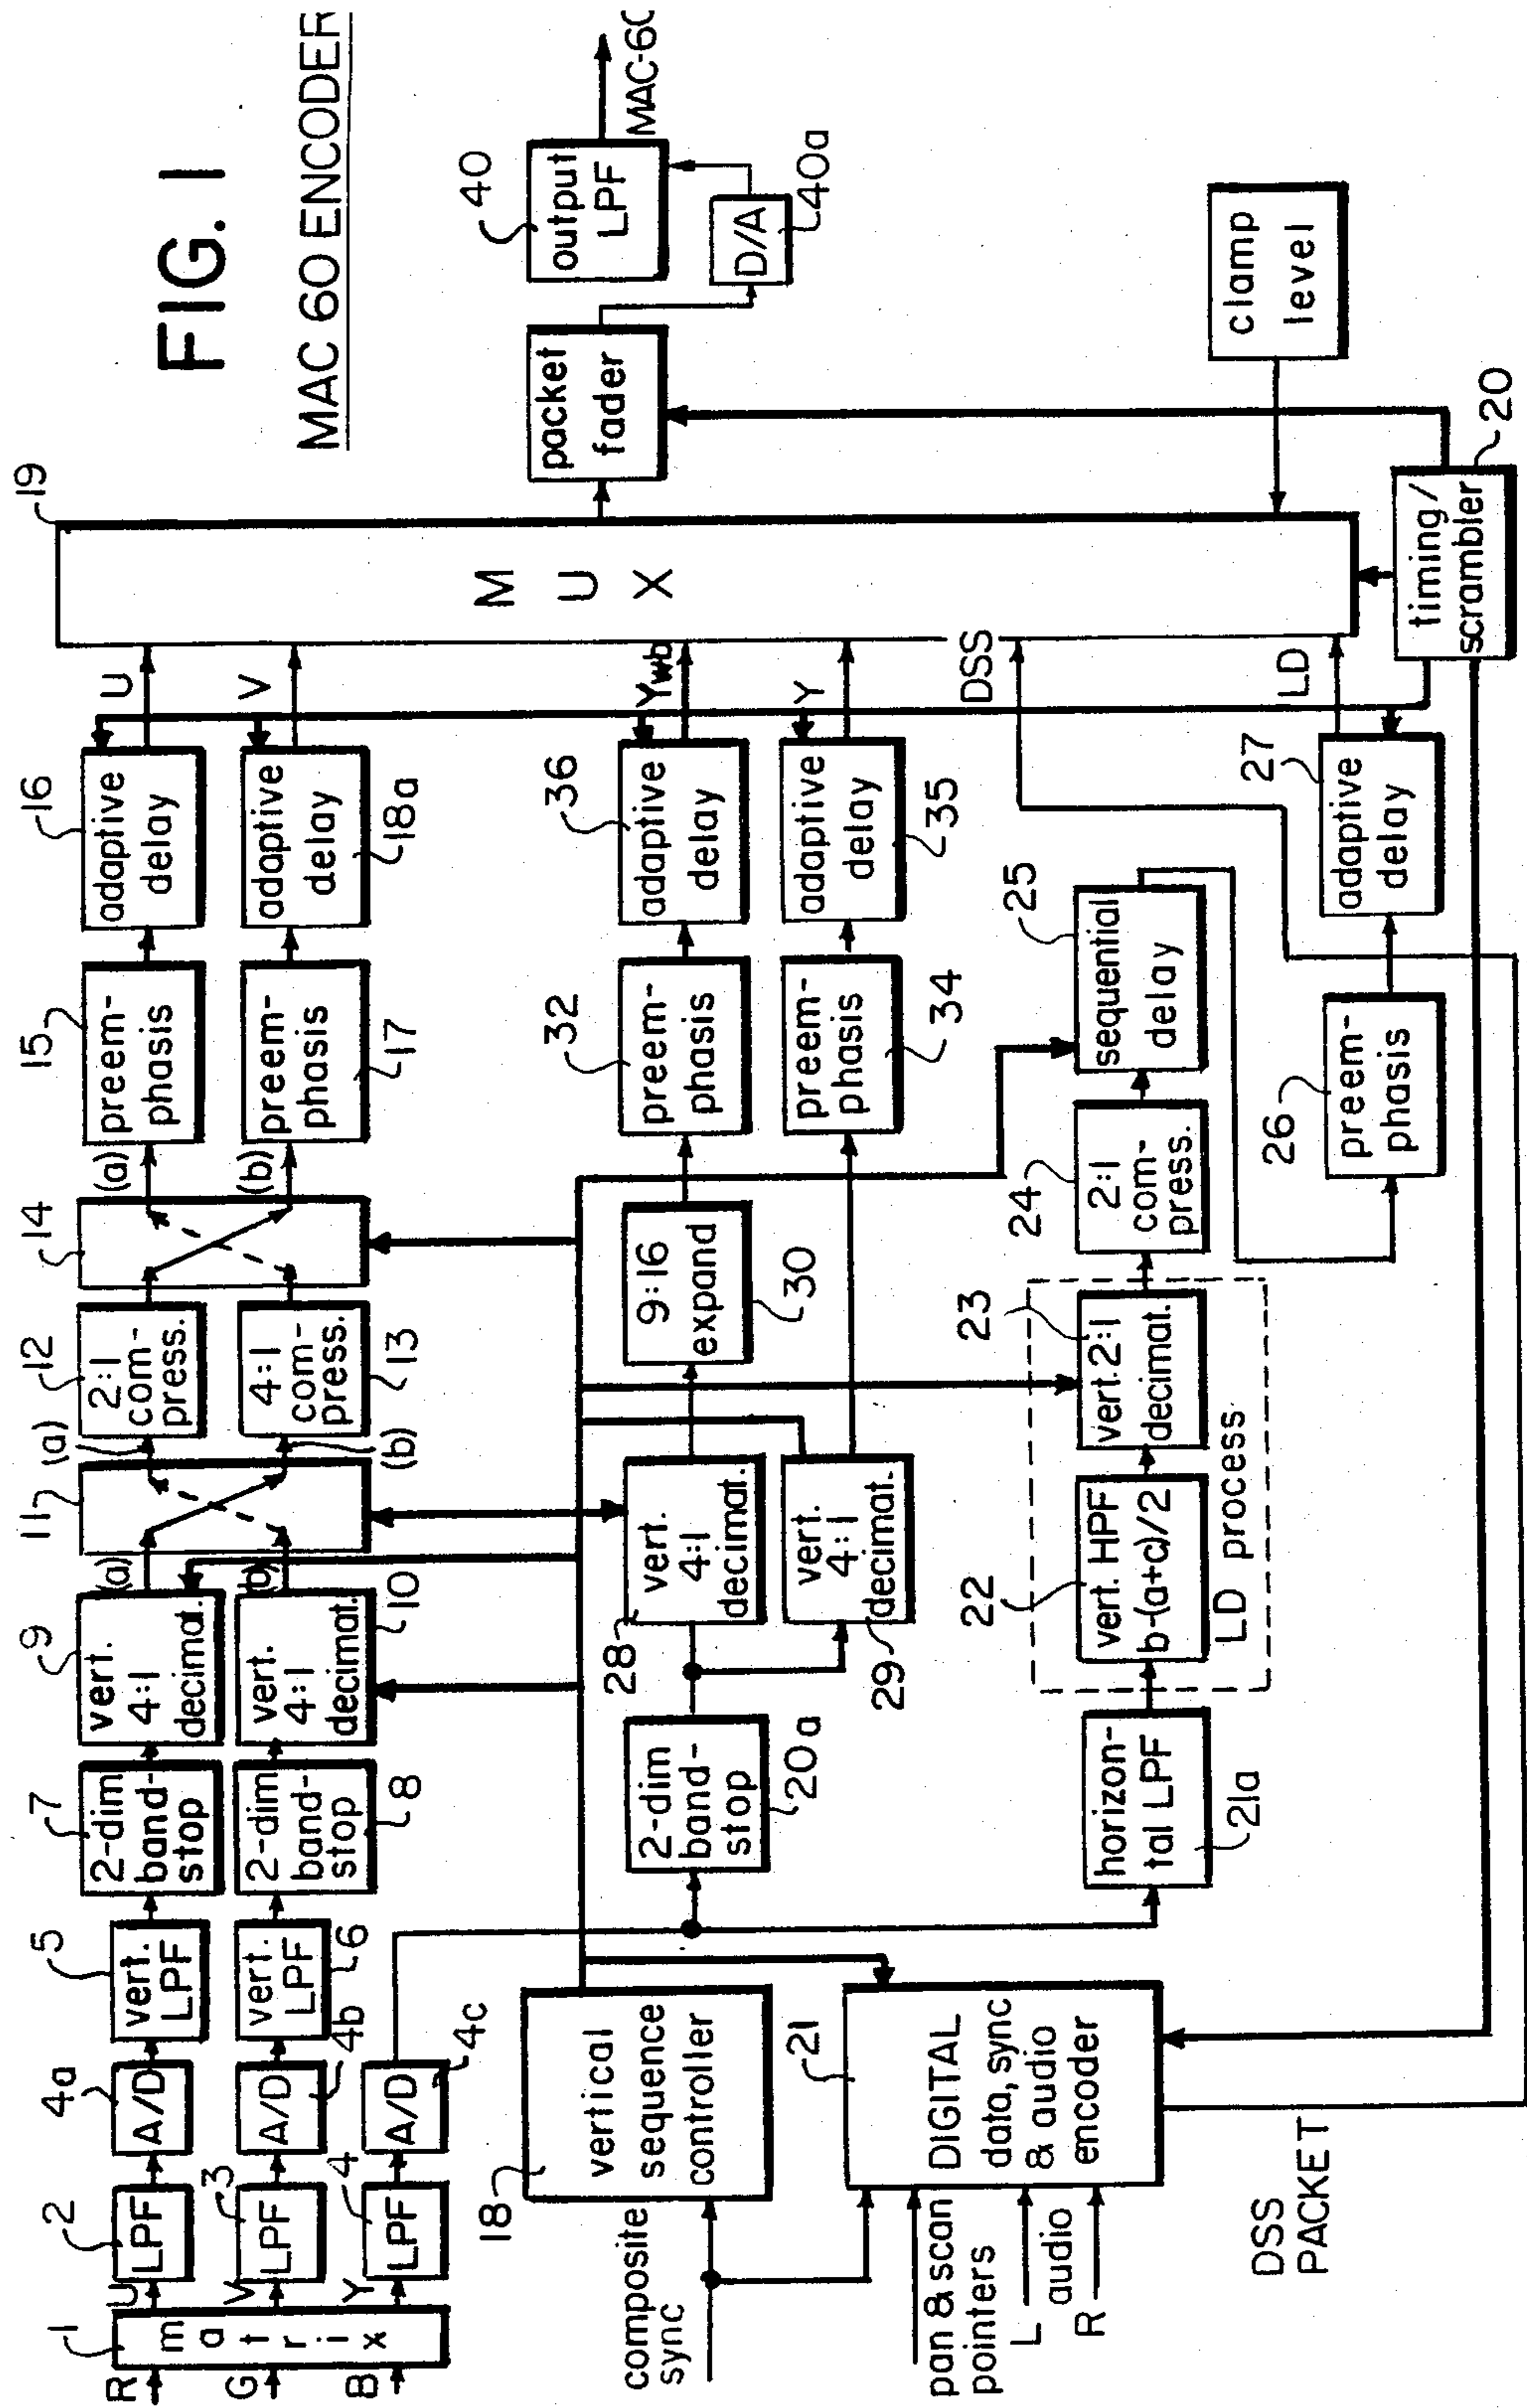 FIG. 1
MAC 60 ENCODER
R
G
B
1
matrix
U
V
Y
2
LPF
3
LPF
4
LPF
4a
A/D
4b
A/D
4c
A/D
5
vert.
LPF
6
vert.
LPF
7
2-dim
band-
stop
8
2-dim
band-
stop
9
vert.
4:1
decimat.
10
vert.
4:1
decimat.
(a)
(b)
11
(a)
(b)
12
2:1
com-
press.
13
4:1
com-
press.
14
(a)
(b)
15
preem-
phasis
17
preem-
phasis
16
adaptive
delay
18a
adaptive
delay
U
V
19
MUX
composite
sync
18
vertical
sequence
controller
20a
2-dim
band-
stop
28
vert.
4:1
decimat.
29
vert.
4:1
decimat.
30
9:16
expand
32
preem-
phasis
34
preem-
phasis
36
adaptive
delay
35
adaptive
delay
Ywb
Y
DSS
LD
packet
fader
40
output
LPF
D/A
40a
MAC-60
pan & scan
pointers
L
audio
R
21
DIGITAL
data, sync
& audio
encoder
DSS
PACKET
21a
horizon-
tal LPF
22
vert. HPF
b-(a+c)/2
23
vert. 2:1
decimat.
LD process
24
2:1
com-
press.
25
sequential
delay
26
preem-
phasis
27
adaptive
delay
clamp
level
20
timing/
scrambler